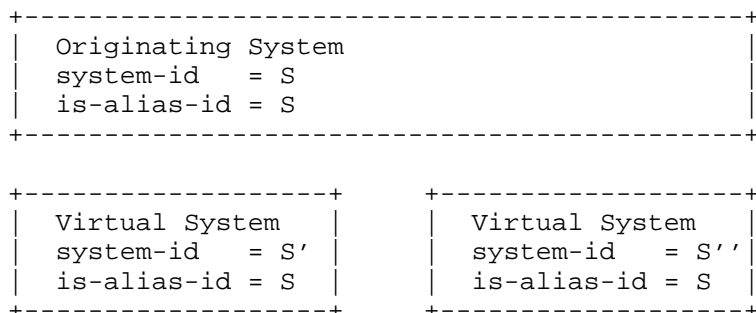 +---------------------------------------------+
|  Originating System                         |
|  system-id   = S                            |
|  is-alias-id = S                            |
+---------------------------------------------+
+-------------------+     +-------------------+
|  Virtual System   |     |  Virtual System   |
|  system-id   = S' |     |  system-id   = S''|
|  is-alias-id = S  |     |  is-alias-id = S  |
+-------------------+     +-------------------+